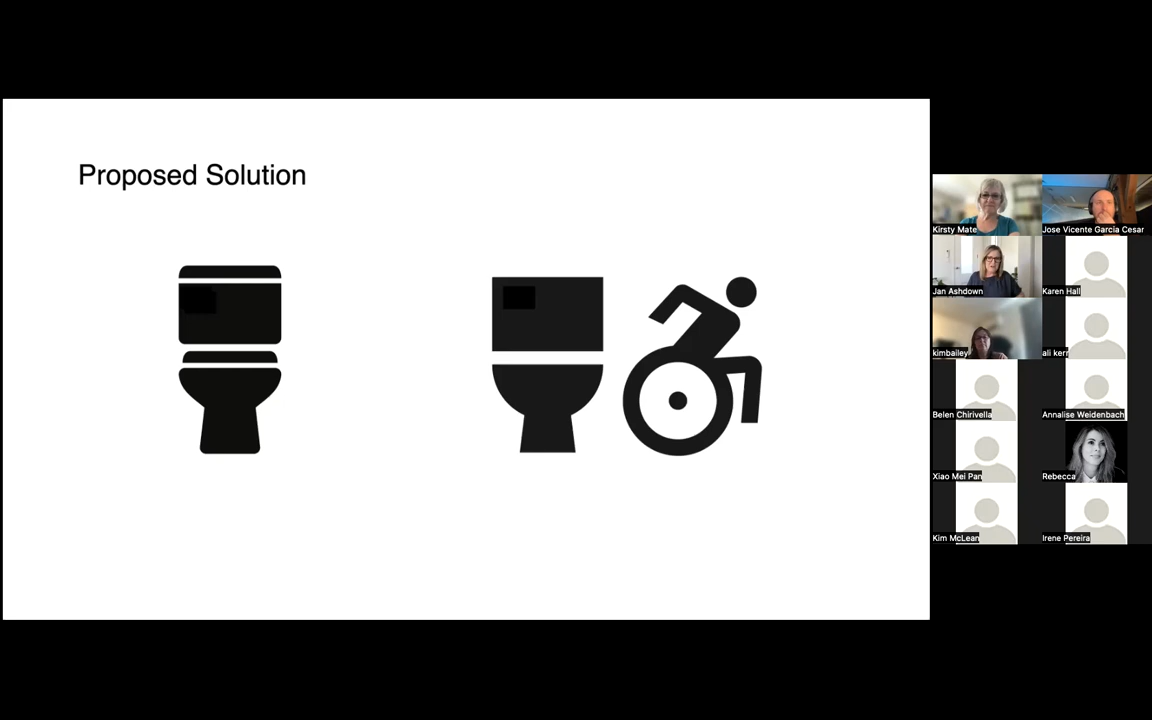 Proposed Solution
Kirsty Mate
Jose Vicente Garcia Cesar
Jan Ashdown
Karen Hall
kimbailey
ali kerr
Belen Chirivella
Annalise Weidenbach
Xiao Mei Pan
Rebecca
Kim McLean
Irene Pereira